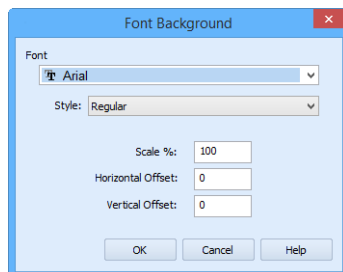 Font Background
Font
Arial
Style: Regular
Scale %: 100
Horizontal Offset: 0
Vertical Offset: 0
OK Cancel Help